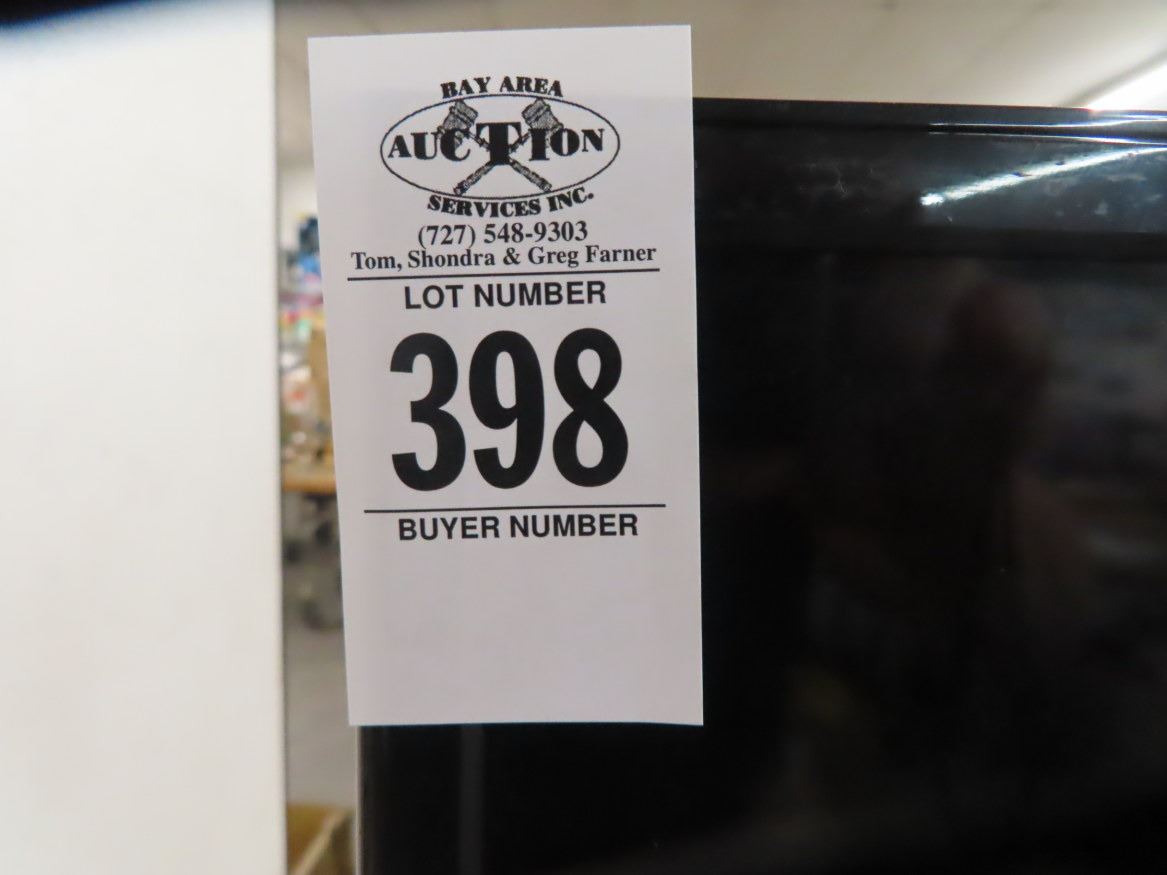 BAY AREA
AUCTION
SERVICES INC.
(727) 548-9303
Tom, Shondra & Greg Farner
LOT NUMBER
398
BUYER NUMBER